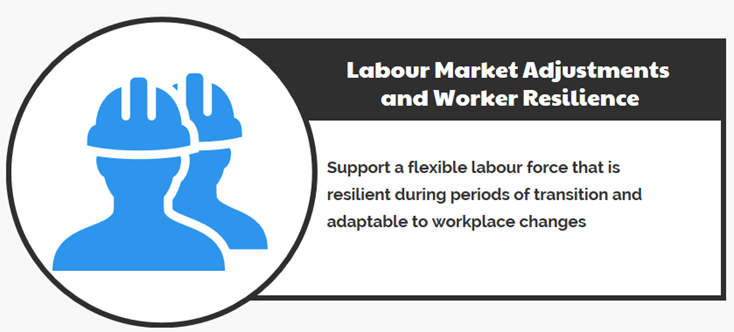 Labour Market Adjustments
and Worker Resilience
Support a flexible labour force that is
resilient during periods of transition and
adaptable to workplace changes